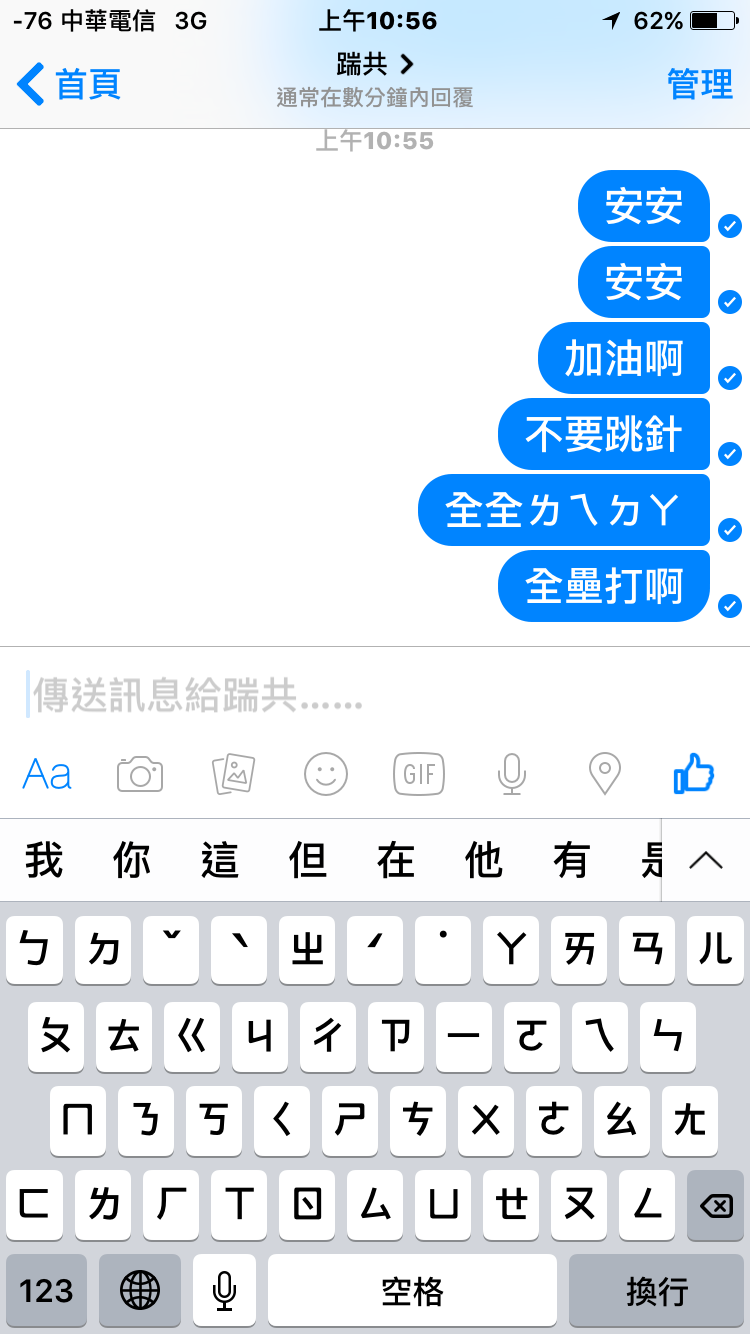 -76 中華電信 3G 上午10:56 62%
首頁 踹共 管理
通常在數分鐘內回覆
上午10:55
安安
安安
加油啊
不要跳針
全全ㄌㄟㄉㄚ
全壘打啊
傳送訊息給踹共……
Aa GIF
我 你 這 但 在 他 有 是
ㄅ ㄉ ˇ ˋ ㄓ ˊ ˙ ㄚ ㄞ ㄢ ㄦ
ㄆ ㄊ ㄍ ㄐ ㄔ ㄗ ㄧ ㄛ ㄟ ㄣ
ㄇ ㄋ ㄎ ㄑ ㄕ ㄘ ㄨ ㄜ ㄠ ㄤ
ㄈ ㄌ ㄏ ㄒ ㄖ ㄙ ㄩ ㄝ ㄡ ㄥ
123 空格 換行